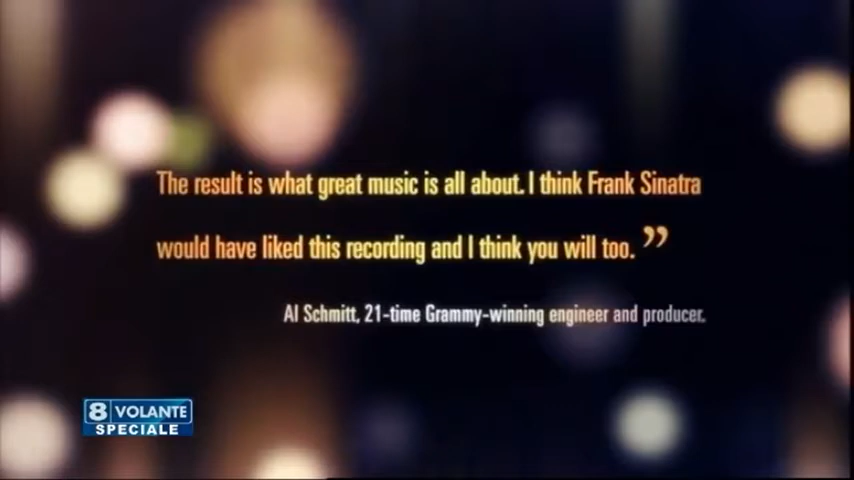 The result is what great music is all about. I think Frank Sinatra
would have liked this recording and I think you will too. ”
Al Schmitt, 21-time Grammy-winning engineer and producer.
8 VOLANTE
SPECIALE